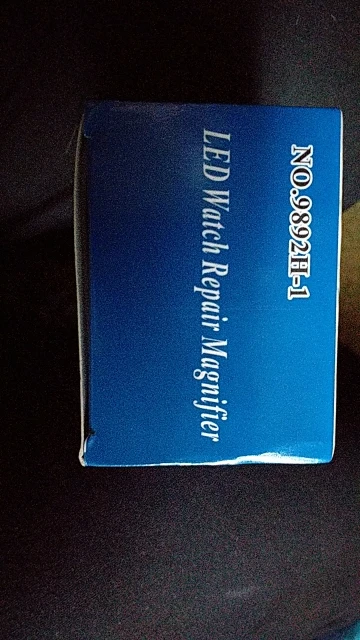 NO.9892H-1
LED Watch Repair Magnifier